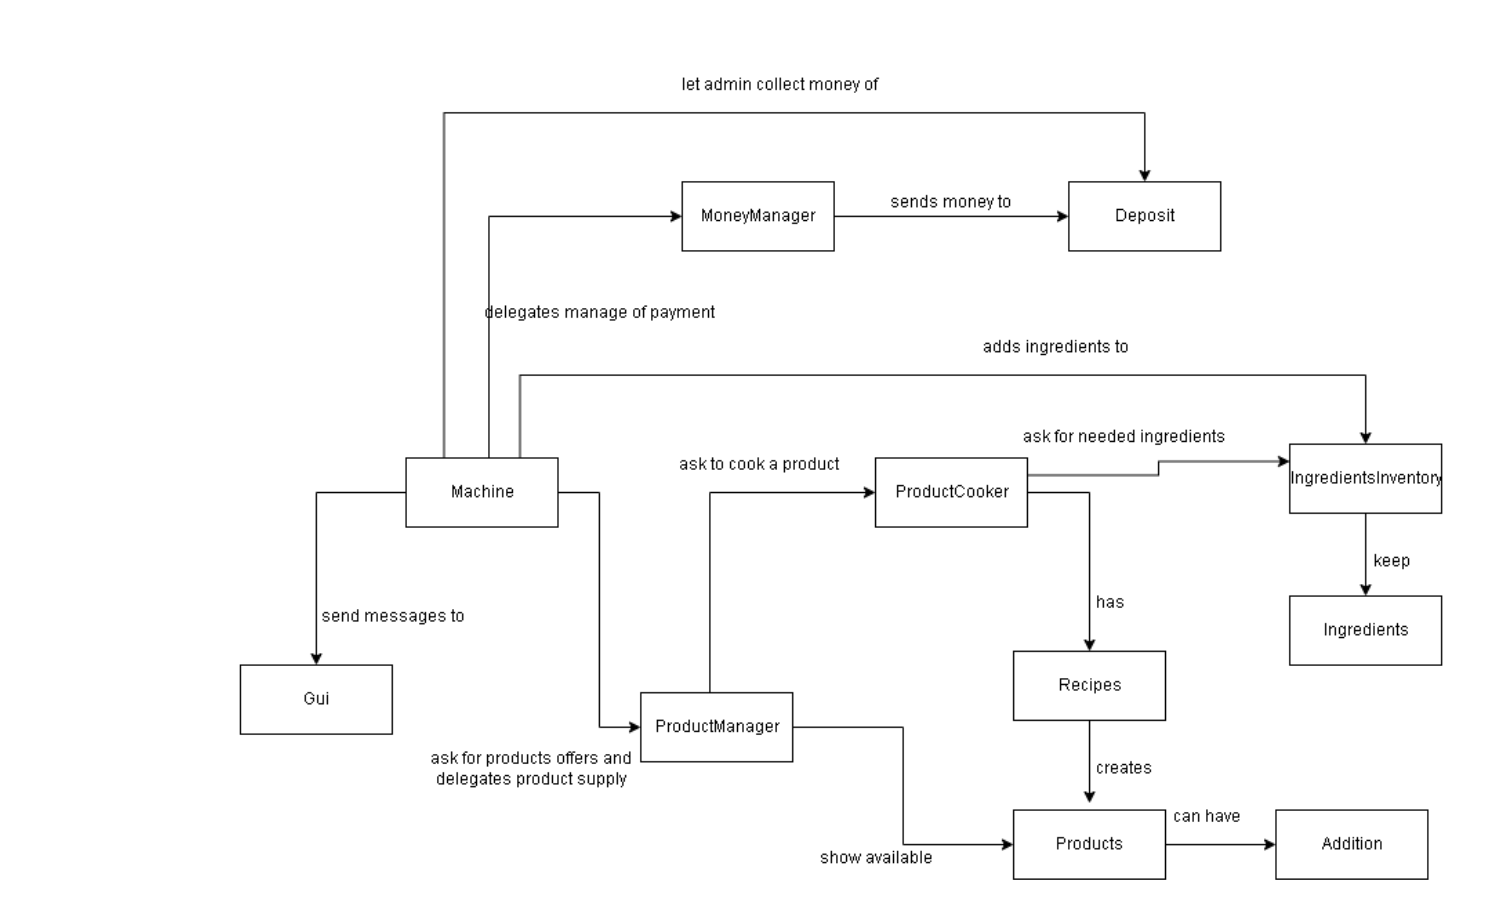 let admin collect money of
MoneyManager
sends money to
Deposit
delegates manage of payment
adds ingredients to
ask for needed ingredients
ask to cook a product
IngredientsInventory
Machine
ProductCooker
keep
has
send messages to
Ingredients
Recipes
Gui
ProductManager
ask for products offers and
delegates product supply
creates
can have
Products
Addition
show available